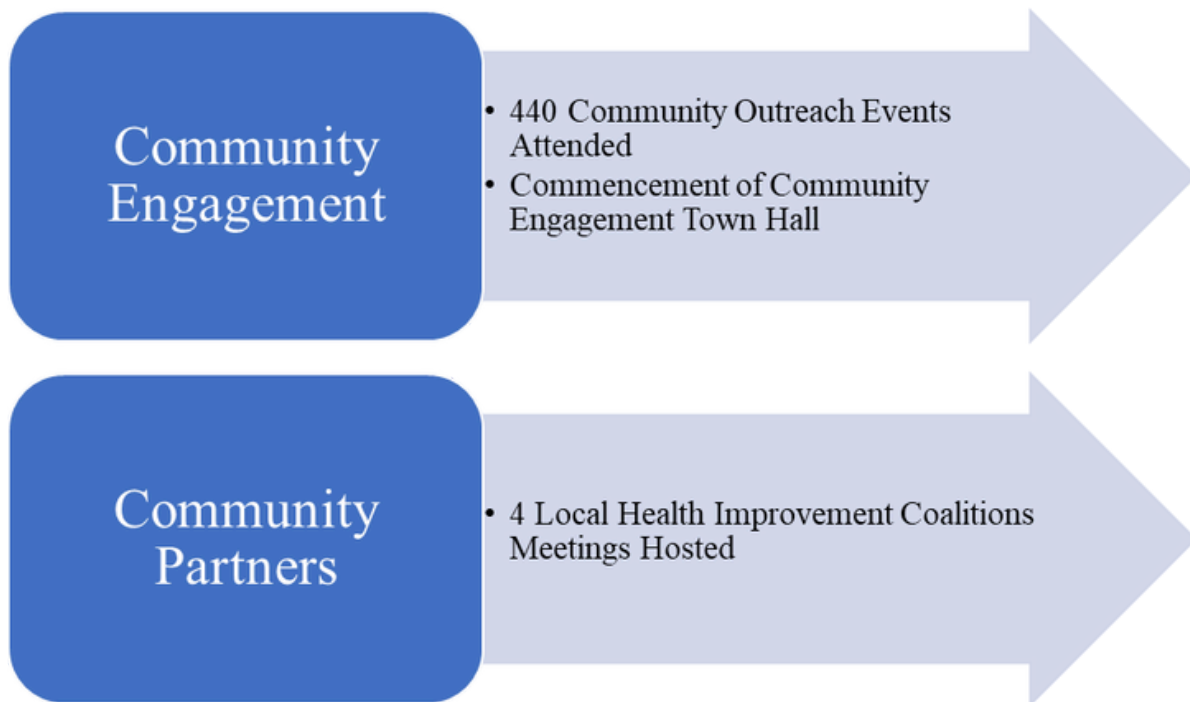 Community
Engagement
• 440 Community Outreach Events
Attended
• Commencement of Community
Engagement Town Hall
Community
Partners
• 4 Local Health Improvement Coalitions
Meetings Hosted